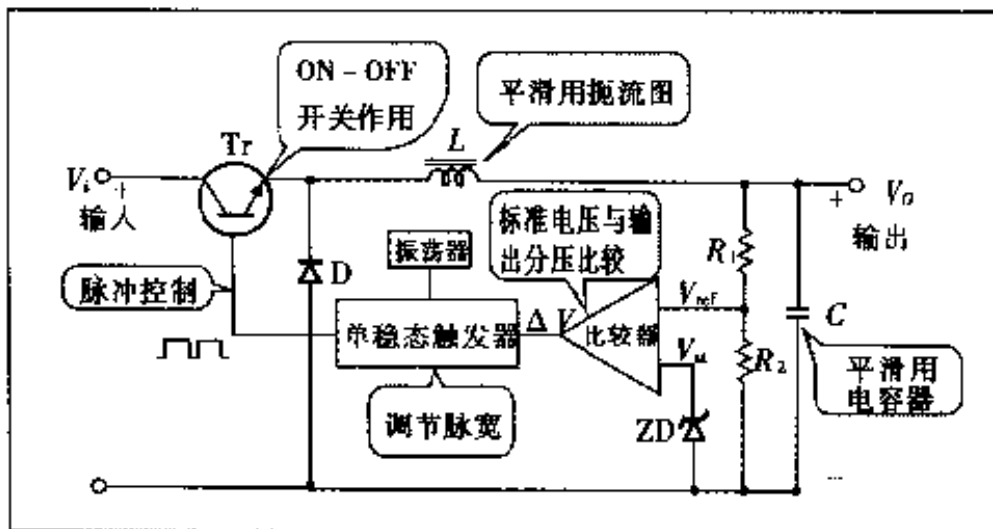 ON-OFF
开关作用
平滑用扼流图
Tr
L
Vi
+
输入
标准电压与输
出分压比较
+
VO
输出
振荡器
D
R1
脉冲控制
Vref
单稳态触发器
ΔV
比较器
C
R2
平滑用
电容器
调节脉宽
ZD